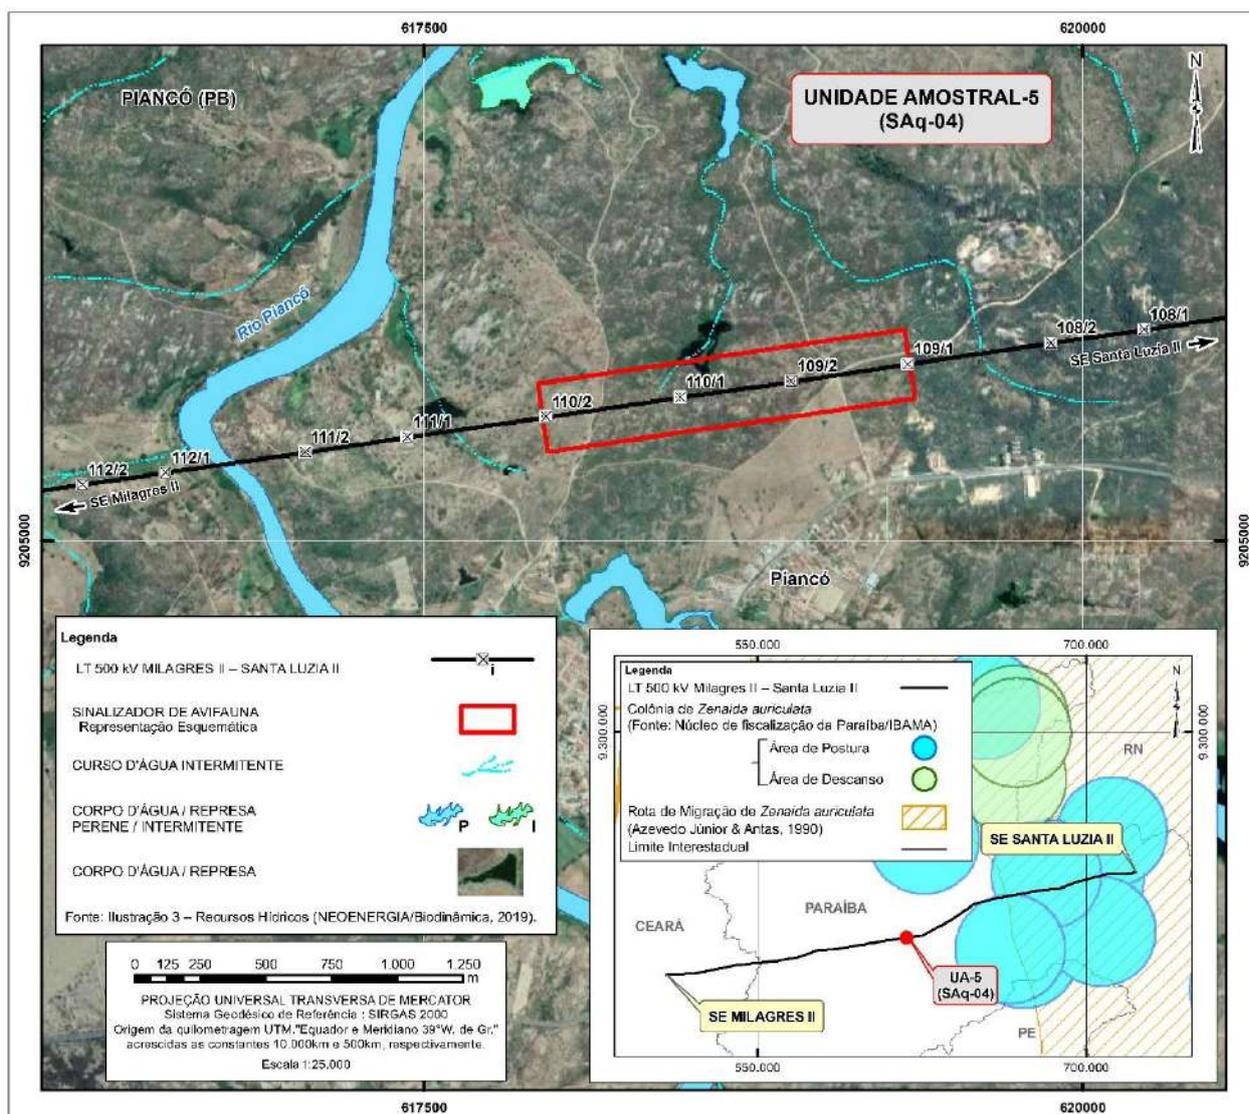 617500
620000
PIANCÓ (PB)
UNIDADE AMOSTRAL-5
(SAq-04)
N
Rio Piancó
108/1
108/2
SE Santa Luzia II
109/1
109/2
110/1
110/2
111/1
111/2
112/1
112/2
SE Milagres II
9205000
9205000
Piancó
Legenda
LT 500 kV MILAGRES II – SANTA LUZIA II
i
SINALIZADOR DE AVIFAUNA
Representação Esquemática
CURSO D'ÁGUA INTERMITENTE
CORPO D'ÁGUA / REPRESA
PERENE / INTERMITENTE
P
I
CORPO D'ÁGUA / REPRESA
Fonte: Ilustração 3 – Recursos Hídricos (NEOENERGIA/Biodinâmica, 2019).
0 125 250 500 750 1.000 1.250
m
PROJEÇÃO UNIVERSAL TRANSVERSA DE MERCATOR
Sistema Geodésico de Referência : SIRGAS 2000
Origem da quilometragem UTM."Equador e Meridiano 39°W. de Gr."
acrescidas as constantes 10.000km e 500km, respectivamente.
Escala 1:25.000
550.000
700.000
Legenda
LT 500 kV Milagres II – Santa Luzia II
Colônia de Zenaida auriculata
(Fonte: Núcleo de fiscalização da Paraíba/IBAMA)
Área de Postura
Área de Descanso
Rota de Migração de Zenaida auriculata
(Azevedo Júnior & Antas, 1990)
Limite Interestadual
N
9.300.000
9.300.000
RN
SE SANTA LUZIA II
PARAÍBA
CEARÁ
UA-5
(SAq-04)
SE MILAGRES II
PE
550.000
700.000
617500
620000